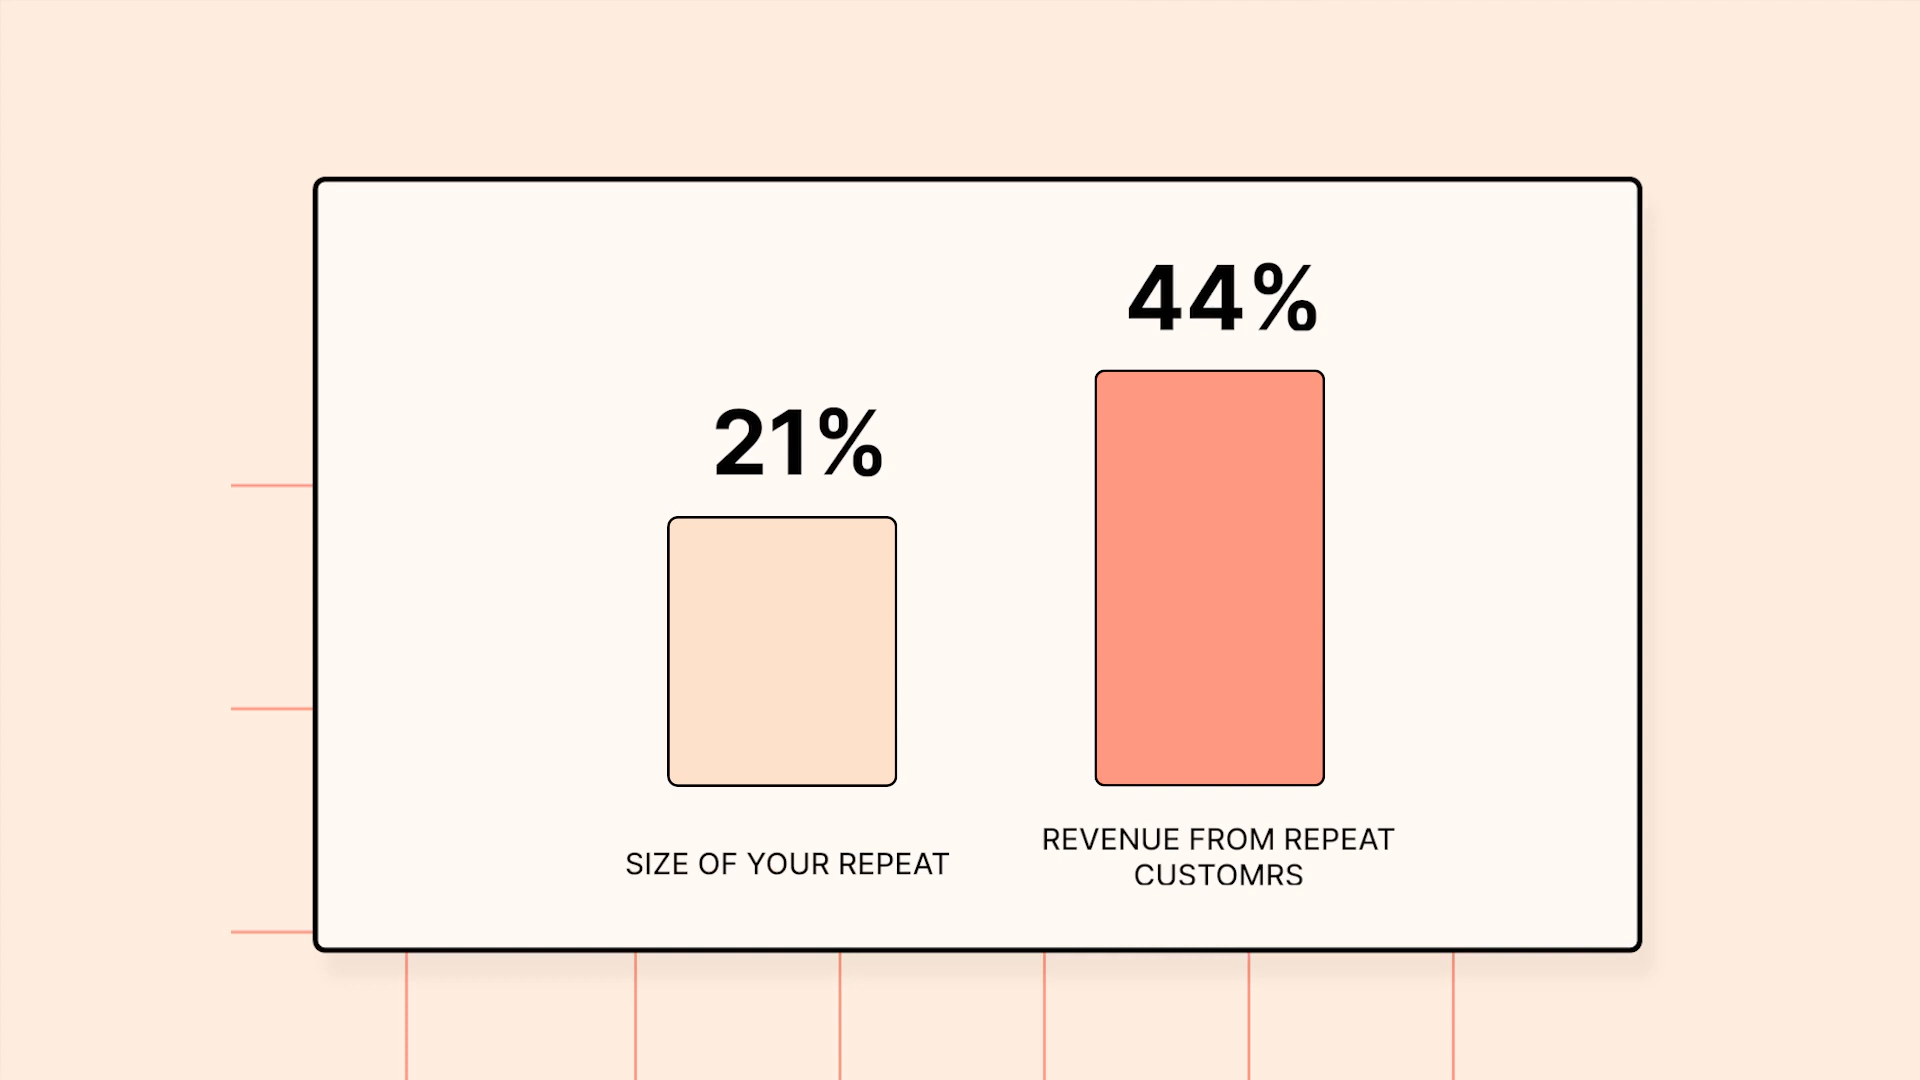 44%
21%
SIZE OF YOUR REPEAT
REVENUE FROM REPEAT
CUSTOMRS